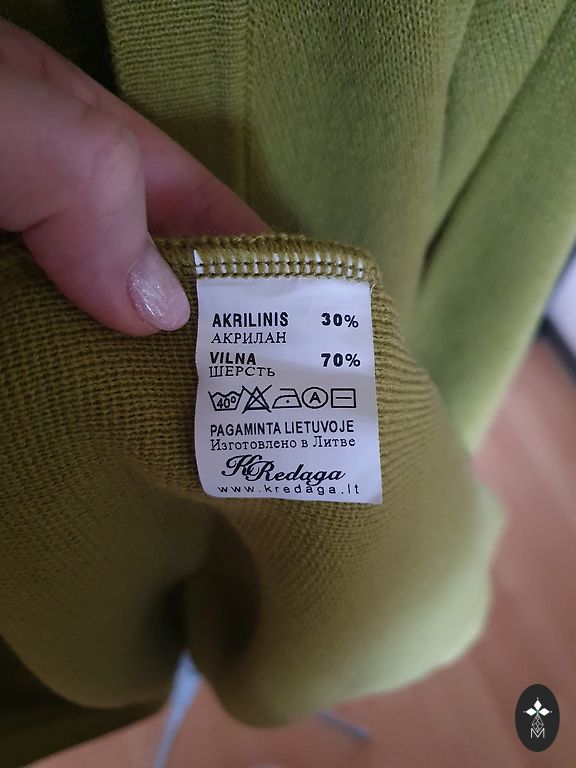 AKRILINIS 30%
АКРИЛАН
VILNA 70%
ШЕРСТЬ
40° A
PAGAMINTA LIETUVOJE
Изготовлено в Литве
KRedaga
www.kredaga.lt
M